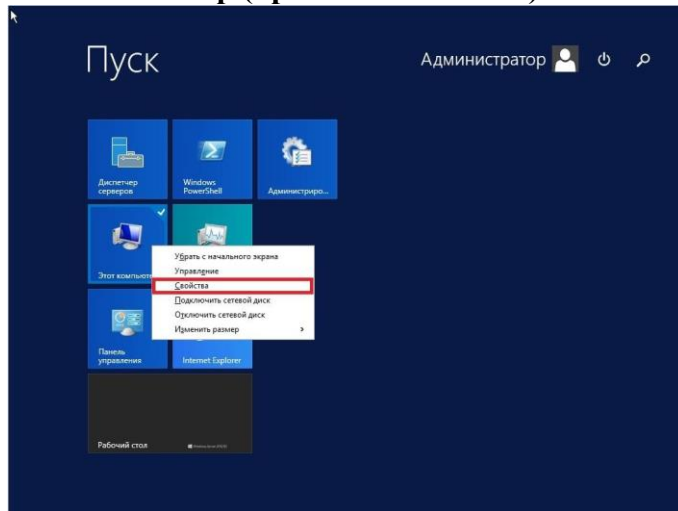 Пуск
Администратор
Диспетчер
серверов
Windows
PowerShell
Администриро...
Этот компьюте
Убрать с начального экрана
Управление
Свойства
Подключить сетевой диск
Отключить сетевой диск
Изменить размер
Панель
управления
Internet Explorer
Рабочий стол